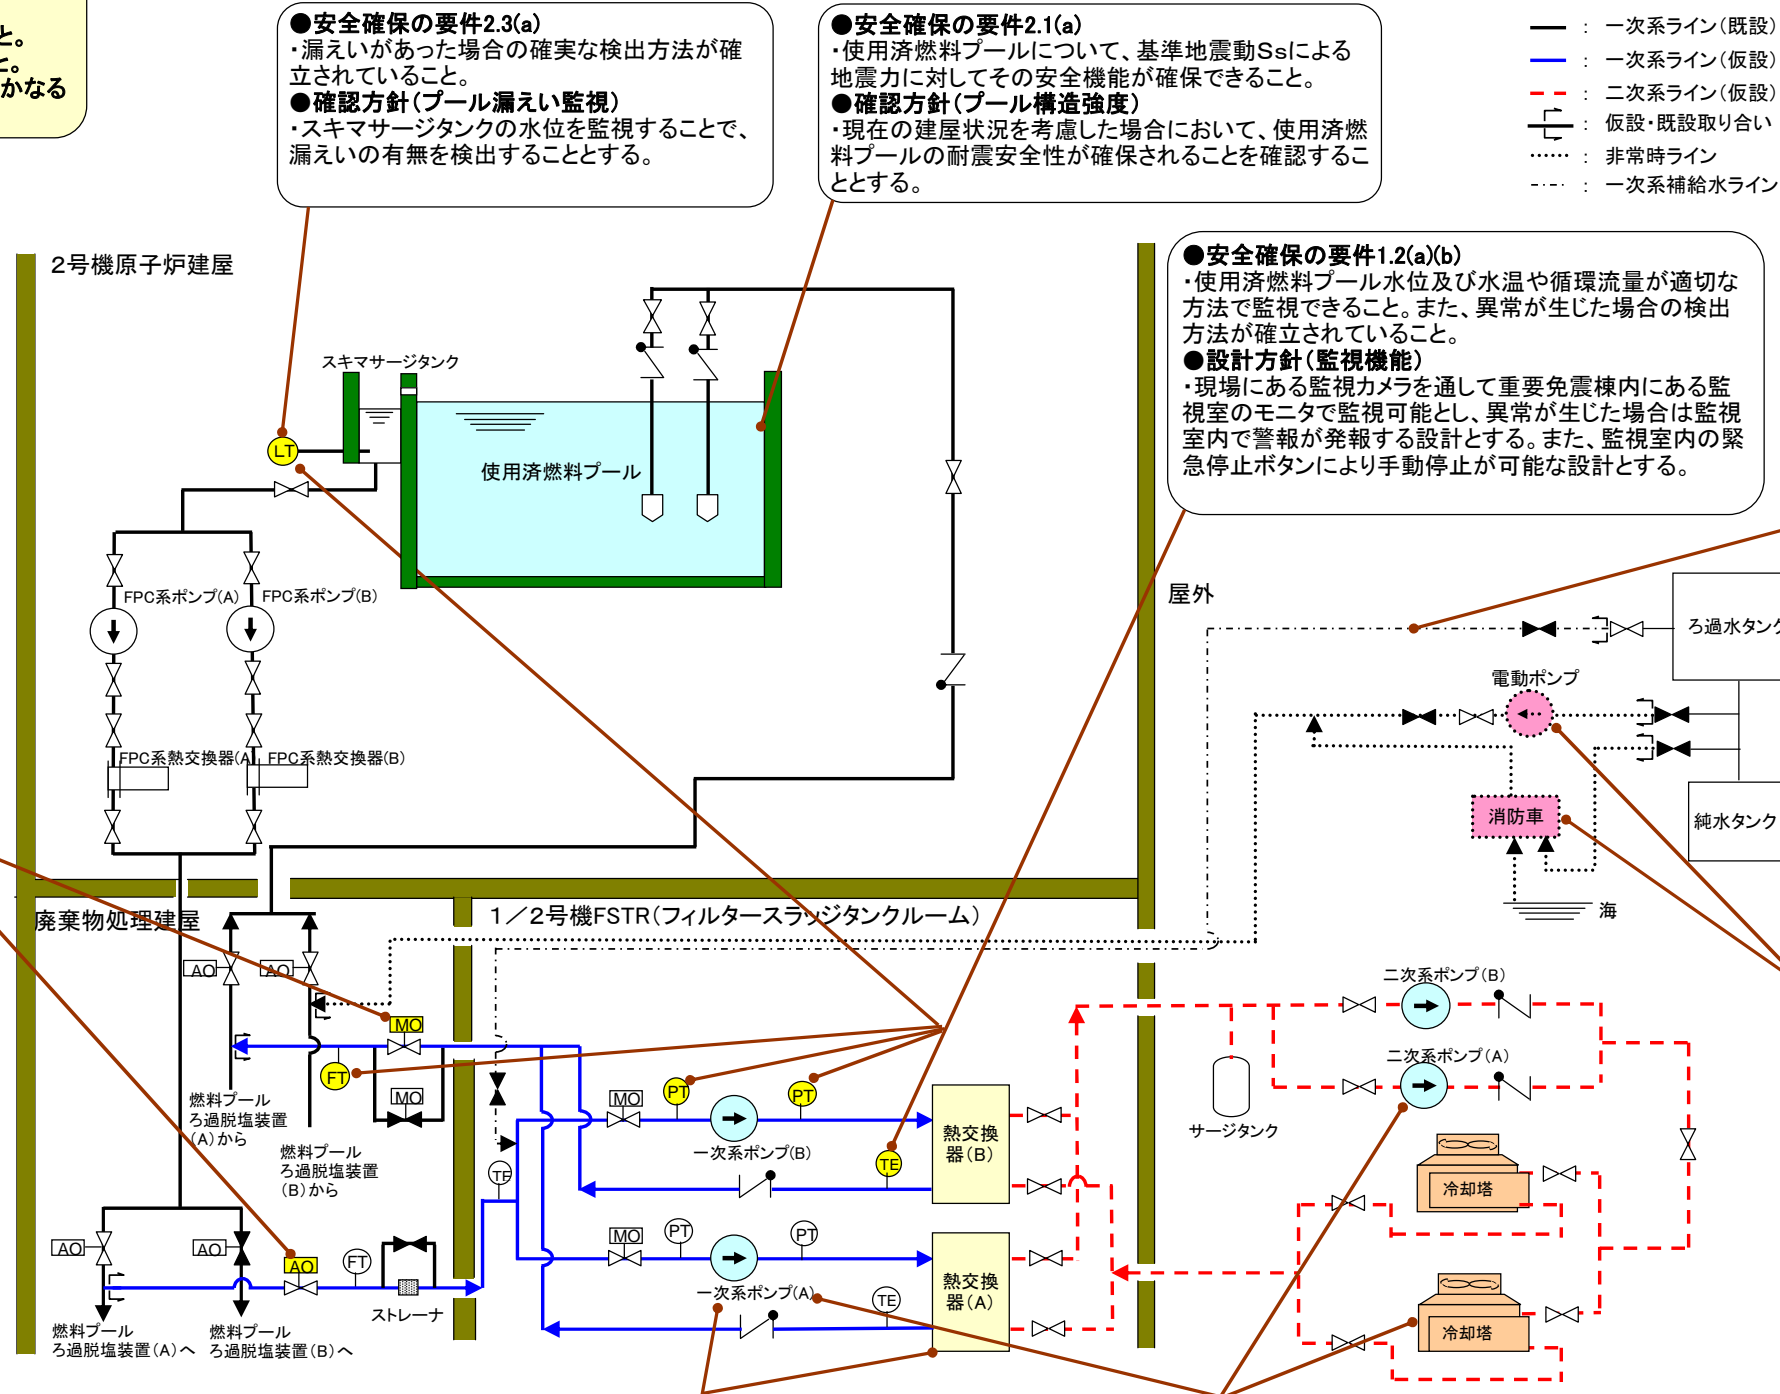 と。
と。
かなる
●安全確保の要件2.3(a)
・漏えいがあった場合の確実な検出方法が確
立されていること。
●確認方針(プール漏えい監視)
・スキマサージタンクの水位を監視することで、
漏えいの有無を検出することとする。
●安全確保の要件2.1(a)
・使用済燃料プールについて、基準地震動Ssによる
地震力に対してその安全機能が確保できること。
●確認方針(プール構造強度)
・現在の建屋状況を考慮した場合において、使用済燃
料プールの耐震安全性が確保されることを確認するこ
ととする。
： 一次系ライン(既設)
： 一次系ライン(仮設)
： 二次系ライン(仮設)
： 仮設・既設取り合い
： 非常時ライン
： 一次系補給水ライン
●安全確保の要件1.2(a)(b)
・使用済燃料プール水位及び水温や循環流量が適切な
方法で監視できること。また、異常が生じた場合の検出
方法が確立されていること。
●設計方針(監視機能)
・現場にある監視カメラを通して重要免震棟内にある監
視室のモニタで監視可能とし、異常が生じた場合は監視
室内で警報が発報する設計とする。また、監視室内の緊
急停止ボタンにより手動停止が可能な設計とする。
2号機原子炉建屋
スキマサージタンク
LT
使用済燃料プール
FPC系ポンプ(A)
FPC系ポンプ(B)
FPC系熱交換器(A
FPC系熱交換器(B)
屋外
ろ過水タンク
電動ポンプ
消防車
純水タンク
海
廃棄物処理建屋
1／2号機FSTR(フィルタースラッジタンクルーム)
AO
AO
MO
FT
MO
燃料プール
ろ過脱塩装置
(A)から
燃料プール
ろ過脱塩装置
(B)から
MO
PT
PT
一次系ポンプ(B)
TE
TE
熱交換
器(B)
MO
PT
PT
一次系ポンプ(A)
TE
熱交換
器(A)
二次系ポンプ(B)
二次系ポンプ(A)
サージタンク
冷却塔
冷却塔
AO
AO
AO
FT
ストレーナ
燃料プール
ろ過脱塩装置(A)へ
燃料プール
ろ過脱塩装置(B)へ